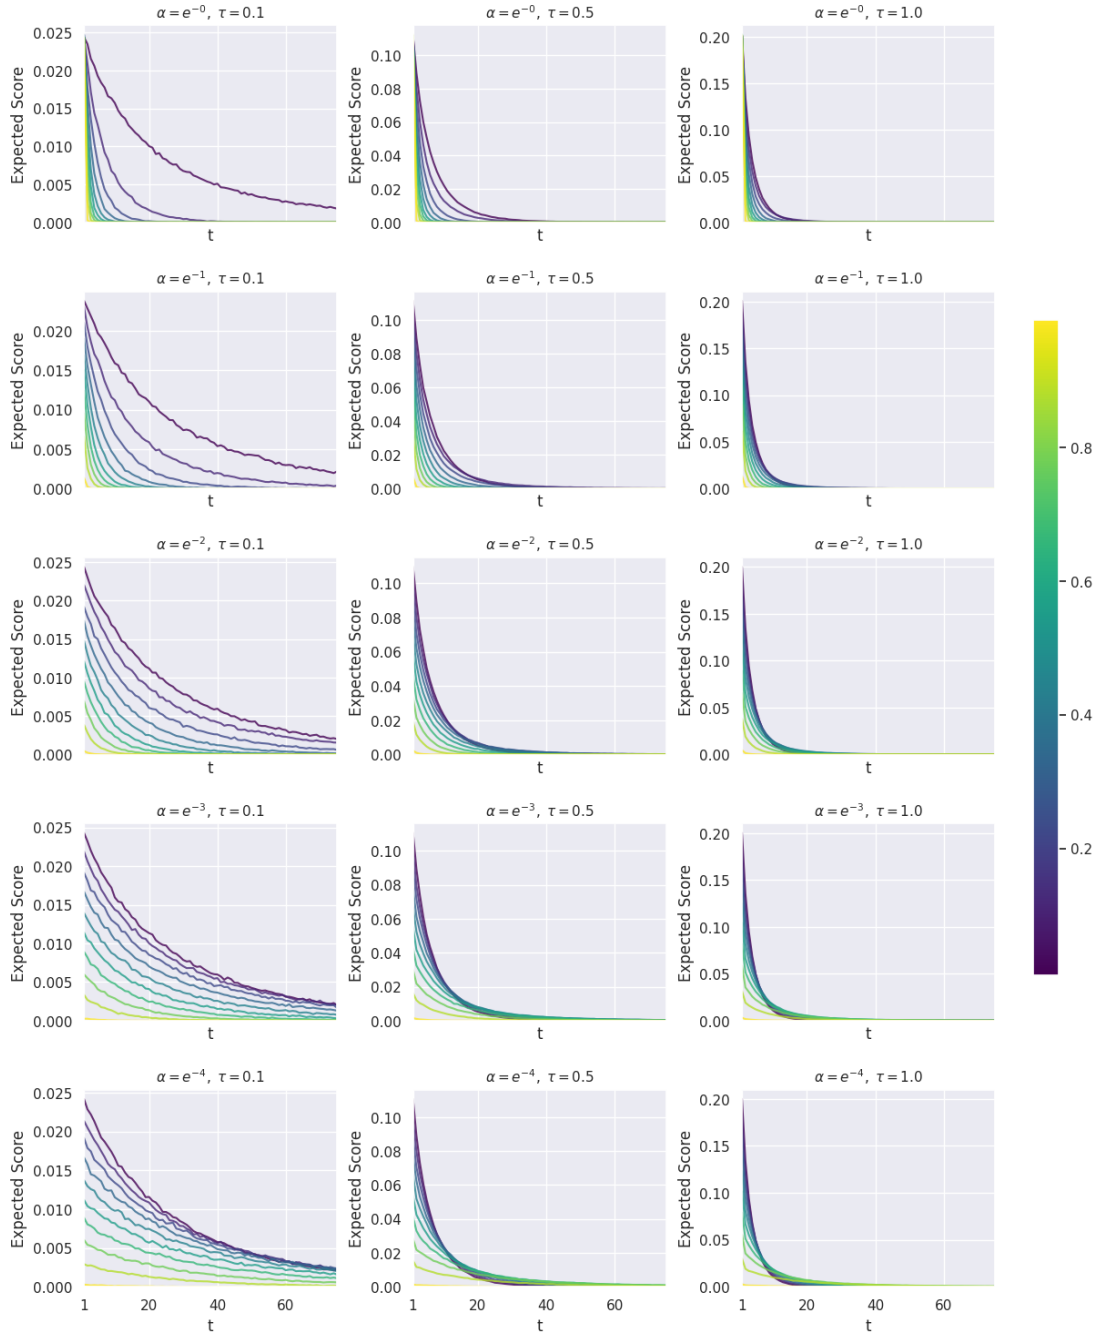 α = e⁻⁰, τ = 0.1
α = e⁻⁰, τ = 0.5
α = e⁻⁰, τ = 1.0
Expected Score
0.025
0.020
0.015
0.010
0.005
0.000
t
Expected Score
0.10
0.08
0.06
0.04
0.02
0.00
t
Expected Score
0.20
0.15
0.10
0.05
0.00
t
α = e⁻¹, τ = 0.1
α = e⁻¹, τ = 0.5
α = e⁻¹, τ = 1.0
Expected Score
0.020
0.015
0.010
0.005
0.000
t
Expected Score
0.10
0.08
0.06
0.04
0.02
0.00
t
Expected Score
0.20
0.15
0.10
0.05
0.00
t
α = e⁻², τ = 0.1
α = e⁻², τ = 0.5
α = e⁻², τ = 1.0
Expected Score
0.025
0.020
0.015
0.010
0.005
0.000
t
Expected Score
0.10
0.08
0.06
0.04
0.02
0.00
t
Expected Score
0.20
0.15
0.10
0.05
0.00
t
α = e⁻³, τ = 0.1
α = e⁻³, τ = 0.5
α = e⁻³, τ = 1.0
Expected Score
0.025
0.020
0.015
0.010
0.005
0.000
t
Expected Score
0.10
0.08
0.06
0.04
0.02
0.00
t
Expected Score
0.20
0.15
0.10
0.05
0.00
t
α = e⁻⁴, τ = 0.1
α = e⁻⁴, τ = 0.5
α = e⁻⁴, τ = 1.0
Expected Score
0.025
0.020
0.015
0.010
0.005
0.000
1 20 40 60
t
Expected Score
0.10
0.08
0.06
0.04
0.02
0.00
1 20 40 60
t
Expected Score
0.20
0.15
0.10
0.05
0.00
1 20 40 60
t
0.8
0.6
0.4
0.2